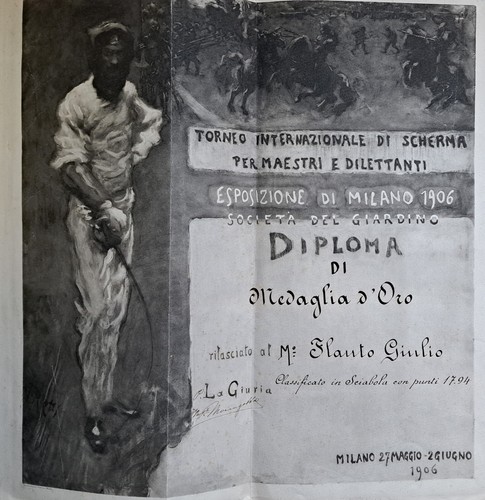 TORNEO INTERNAZIONALE DI SCHERMA
PER MAESTRI E DILETTANTI
ESPOSIZIONE DI MILANO 1906
SOCIETÀ DEL GIARDINO
DIPLOMA
DI
Medaglia d'Oro
rilasciato al Mº. Flauto Giulio
Classificato in Sciabola con punti 17.94
La Giuria
MILANO 27 MAGGIO - 2 GIUGNO
1906